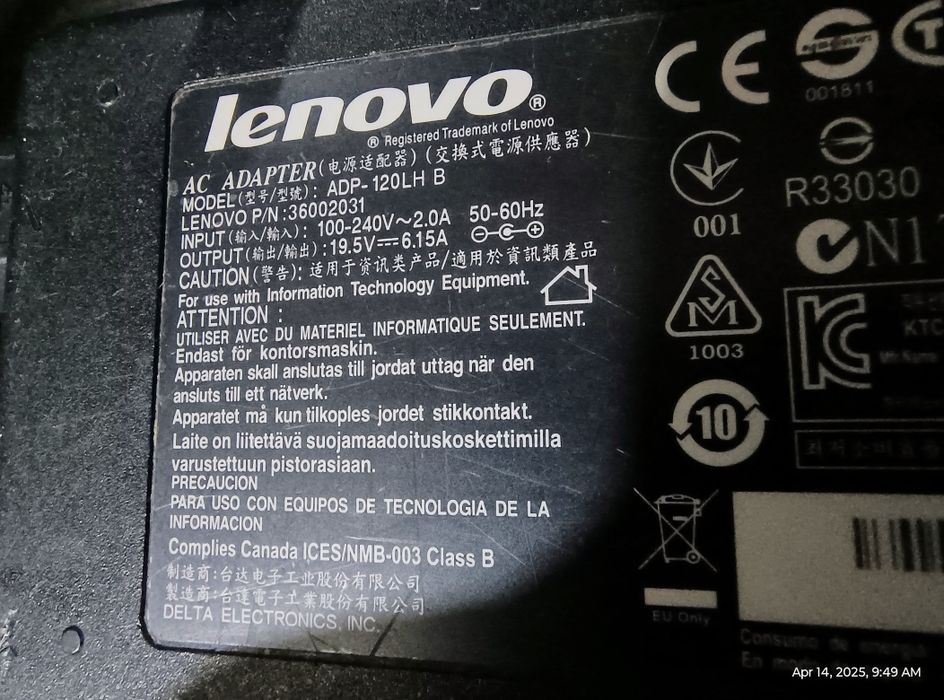 lenovo®
® Registered Trademark of Lenovo
AC ADAPTER (电源适配器) (交換式電源供應器)
MODEL (型号/型號) : ADP-120LH B
LENOVO P/N :36002031
INPUT (输入/輸入) : 100-240V～2.0A 50-60Hz
OUTPUT (输出/輸出) :19.5V⎓6.15A
CAUTION (警告): 适用于资讯类产品/適用於資訊類產品
For use with Information Technology Equipment.
ATTENTION :
UTILISER AVEC DU MATERIEL INFORMATIQUE SEULEMENT.
Endast för kontorsmaskin.
Apparaten skall anslutas till jordat uttag när den
ansluts till ett nätverk.
Apparatet må kun tilkoples jordet stikkontakt.
Laite on liitettävä suojamaadoituskoskettimilla
varustettuun pistorasiaan.
PRECAUCION
PARA USO CON EQUIPOS DE TECNOLOGIA DE LA
INFORMACION
Complies Canada ICES/NMB-003 Class B
制造商:台达电子工业股份有限公司
製造商:台達電子工業股份有限公司
DELTA ELECTRONICS, INC.
CE
001811
001
R33030
N1
S
M
1003
KC
KTC
10
EU Only
Consumo de energia
En
Apr 14, 2025, 9:49 AM